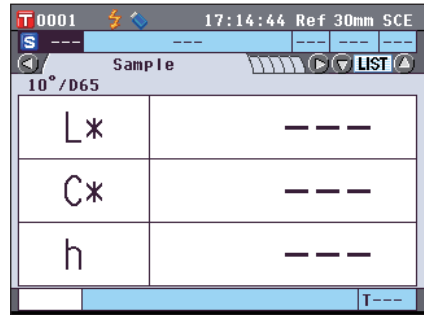 T0001 17:14:44 Ref 30mm SCE
S --- --- --- --- ---
Sample LIST
10°/D65
L* ---
C* ---
h ---
T---